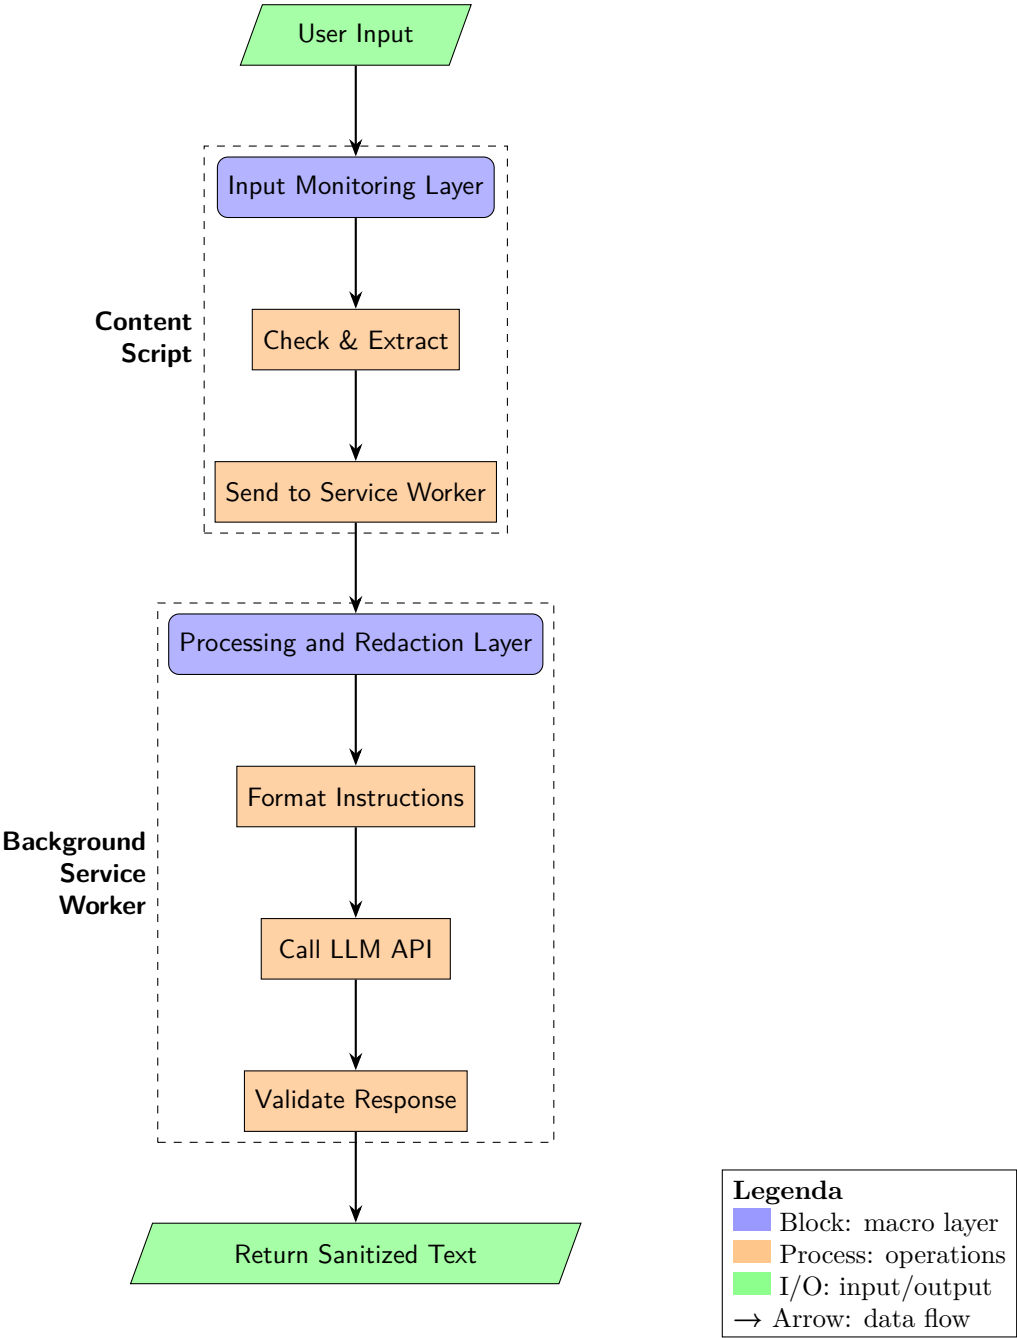 User Input
Input Monitoring Layer
Content
Script
Check & Extract
Send to Service Worker
Processing and Redaction Layer
Format Instructions
Background
Service
Worker
Call LLM API
Validate Response
Return Sanitized Text
Legenda
Block: macro layer
Process: operations
I/O: input/output
→ Arrow: data flow